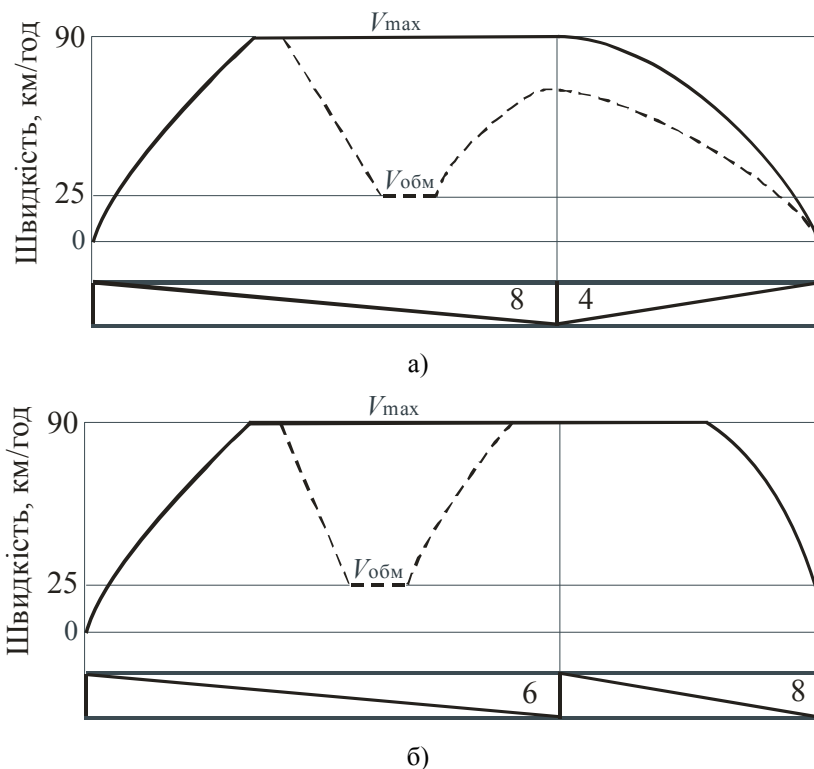 Швидкість, км/год
90
25
0
Vmax
Vобм
8
4
а)
Швидкість, км/год
90
25
0
Vmax
Vобм
6
8
б)